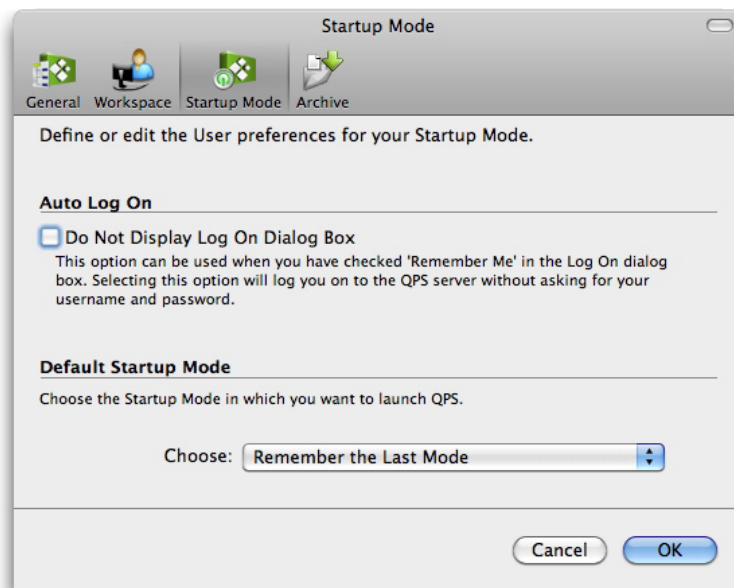 Startup Mode
General Workspace Startup Mode Archive
Define or edit the User preferences for your Startup Mode.
Auto Log On
Do Not Display Log On Dialog Box
This option can be used when you have checked 'Remember Me' in the Log On dialog
box. Selecting this option will log you on to the QPS server without asking for your
username and password.
Default Startup Mode
Choose the Startup Mode in which you want to launch QPS.
Choose: Remember the Last Mode
Cancel OK